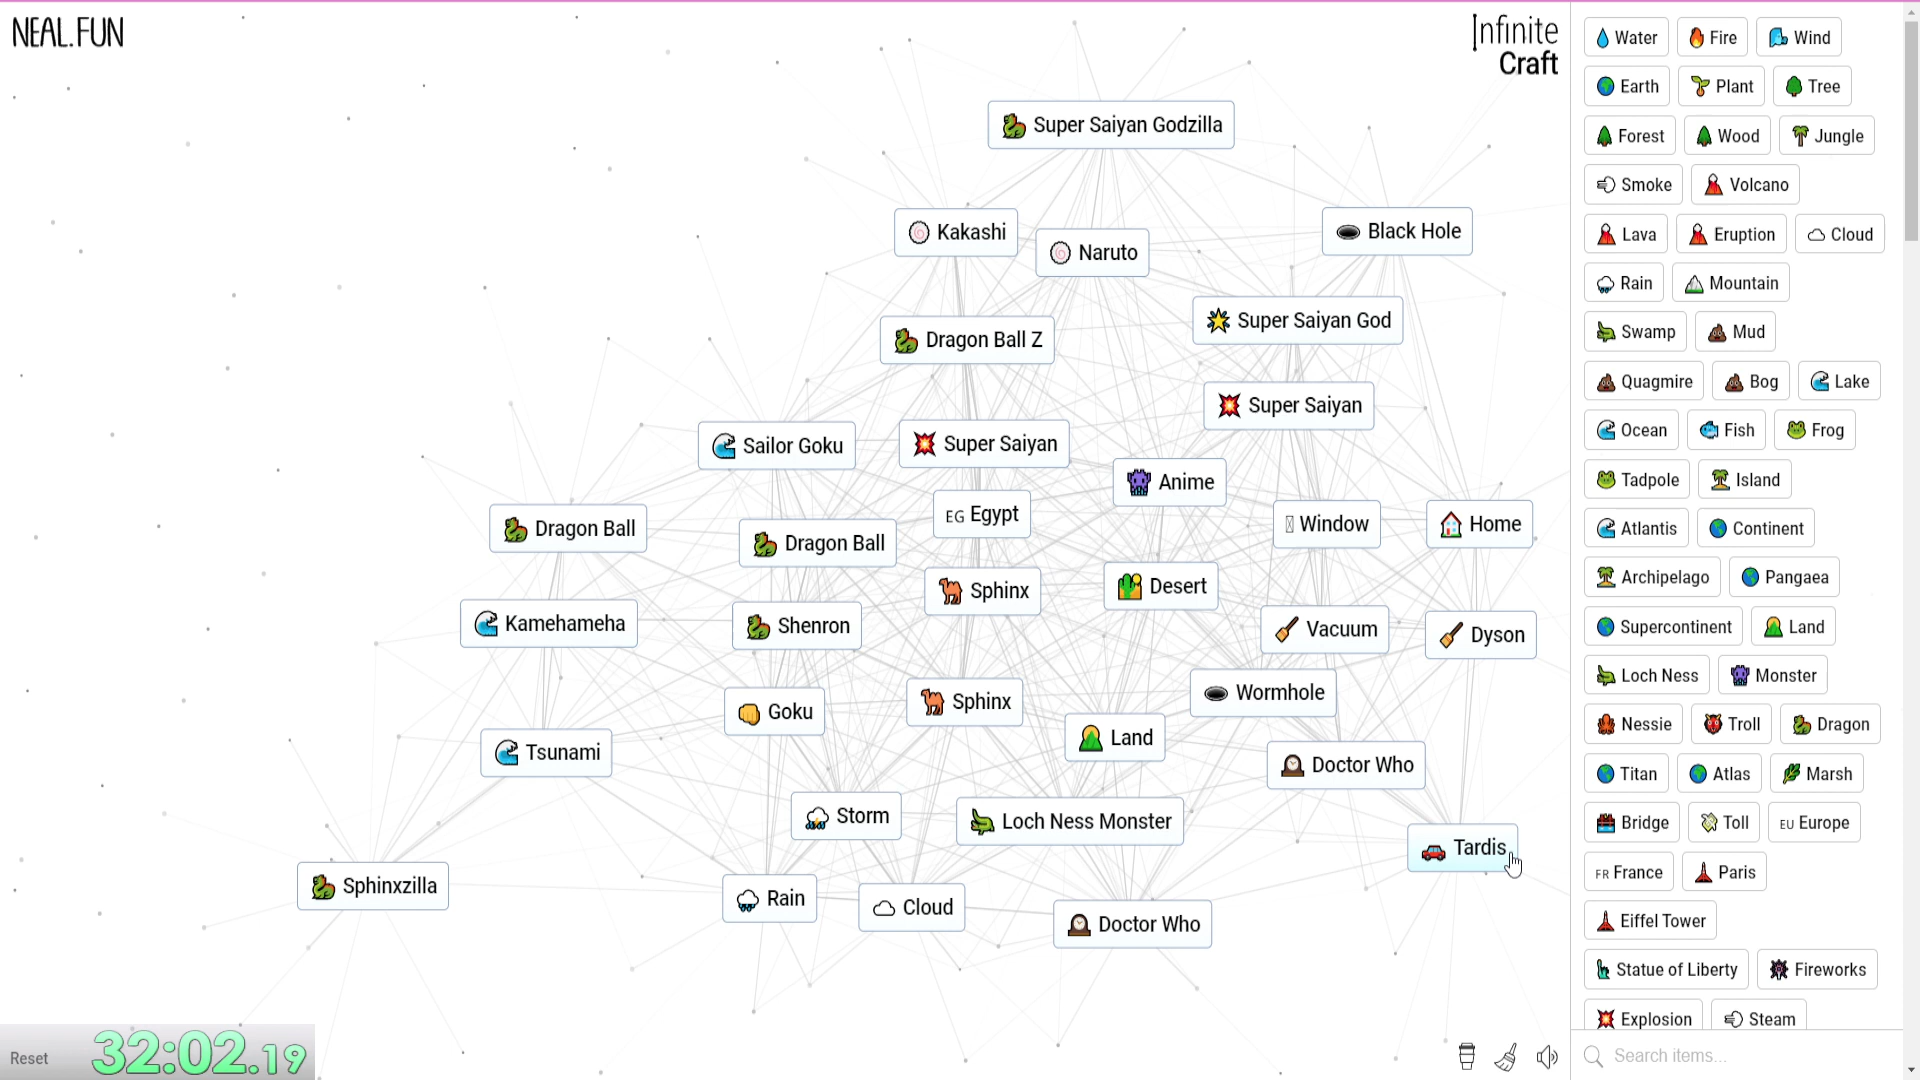 NEAL.FUN
Infinite
Craft
Super Saiyan Godzilla
Kakashi
Naruto
Black Hole
Super Saiyan God
Dragon Ball Z
Super Saiyan
Sailor Goku
Super Saiyan
Anime
EG Egypt
Window
Home
Dragon Ball
Dragon Ball
Sphinx
Desert
Kamehameha
Shenron
Vacuum
Dyson
Wormhole
Sphinx
Goku
Land
Tsunami
Doctor Who
Storm
Loch Ness Monster
Tardis
Sphinxzilla
Rain
Cloud
Doctor Who
Reset
32:02.19
Water Fire Wind
Earth Plant Tree
Forest Wood Jungle
Smoke Volcano
Lava Eruption Cloud
Rain Mountain
Swamp Mud
Quagmire Bog Lake
Ocean Fish Frog
Tadpole Island
Atlantis Continent
Archipelago Pangaea
Supercontinent Land
Loch Ness Monster
Nessie Troll Dragon
Titan Atlas Marsh
Bridge Toll EU Europe
FR France Paris
Eiffel Tower
Statue of Liberty Fireworks
Explosion Steam
Search items...